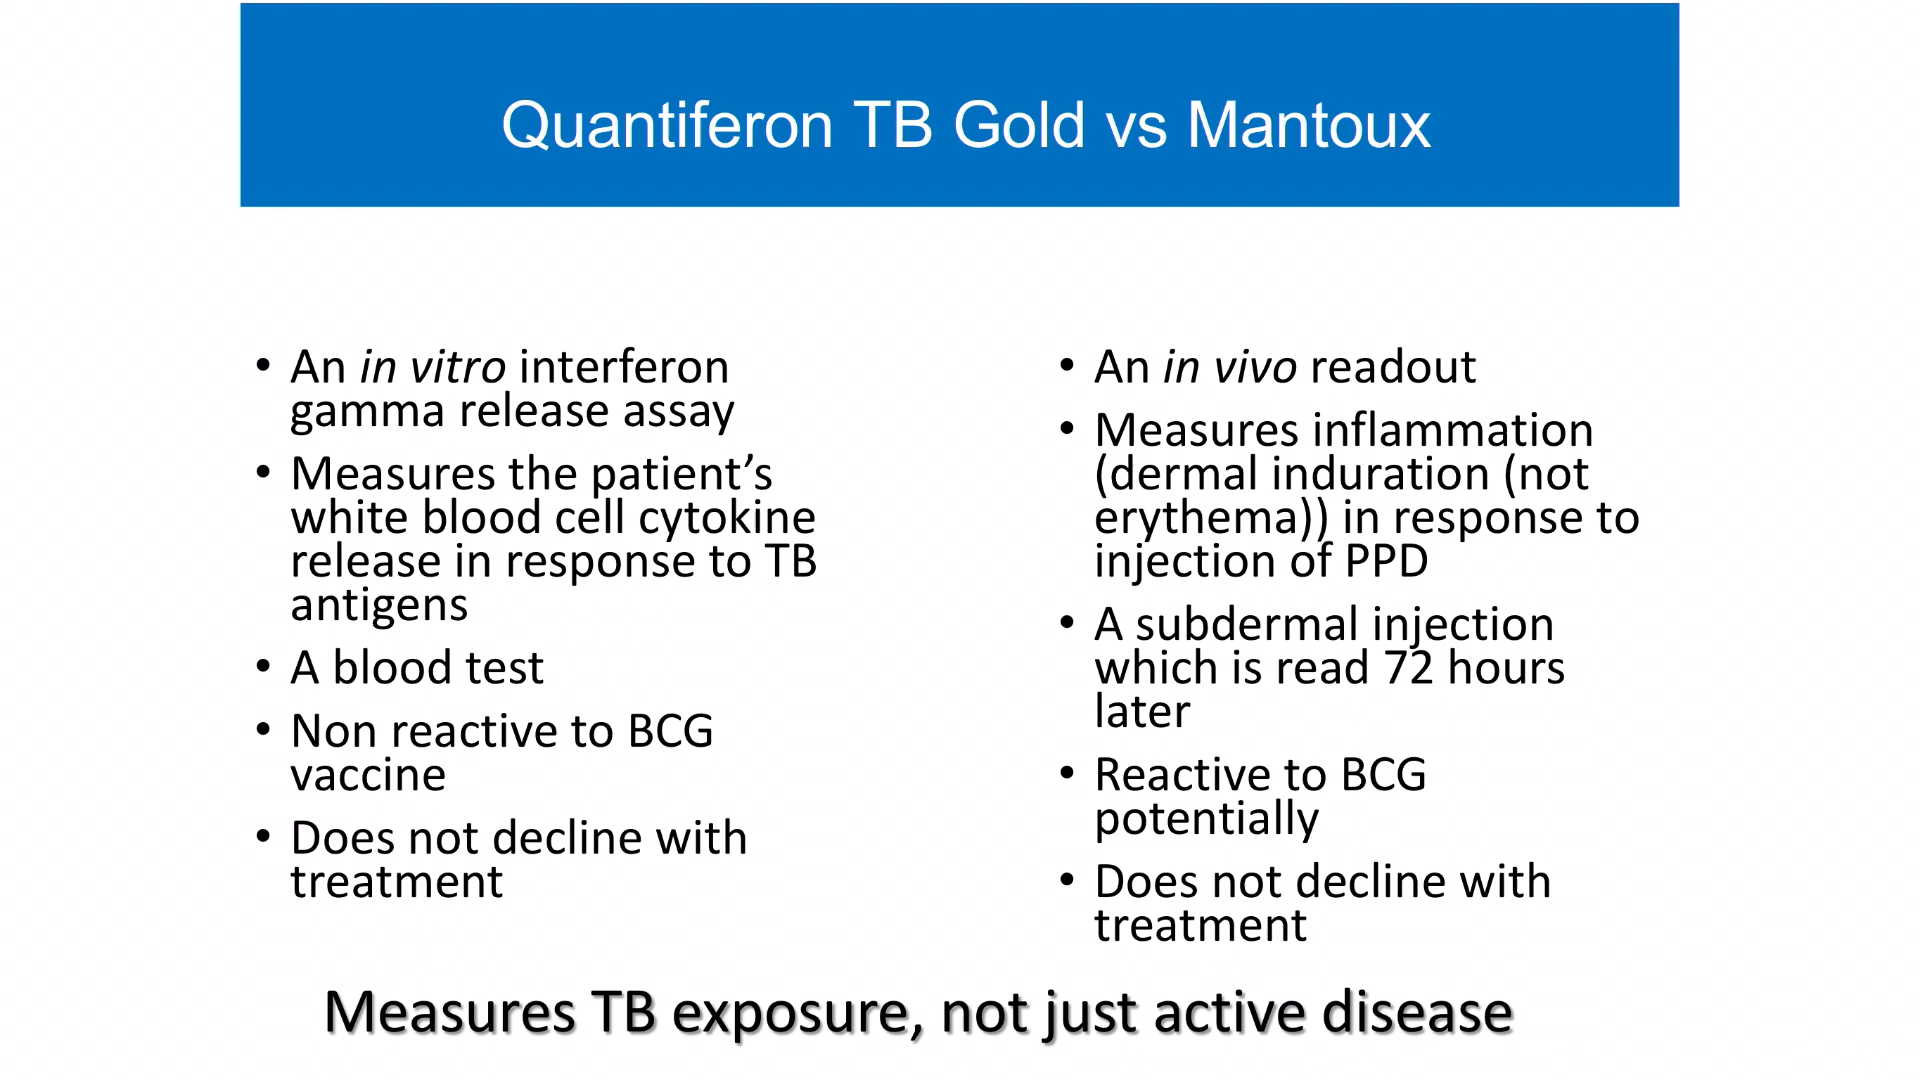 Quantiferon TB Gold vs Mantoux
• An in vitro interferon
gamma release assay
• Measures the patient’s
white blood cell cytokine
release in response to TB
antigens
• A blood test
• Non reactive to BCG
vaccine
• Does not decline with
treatment
• An in vivo readout
• Measures inflammation
(dermal induration (not
erythema)) in response to
injection of PPD
• A subdermal injection
which is read 72 hours
later
• Reactive to BCG
potentially
• Does not decline with
treatment
Measures TB exposure, not just active disease